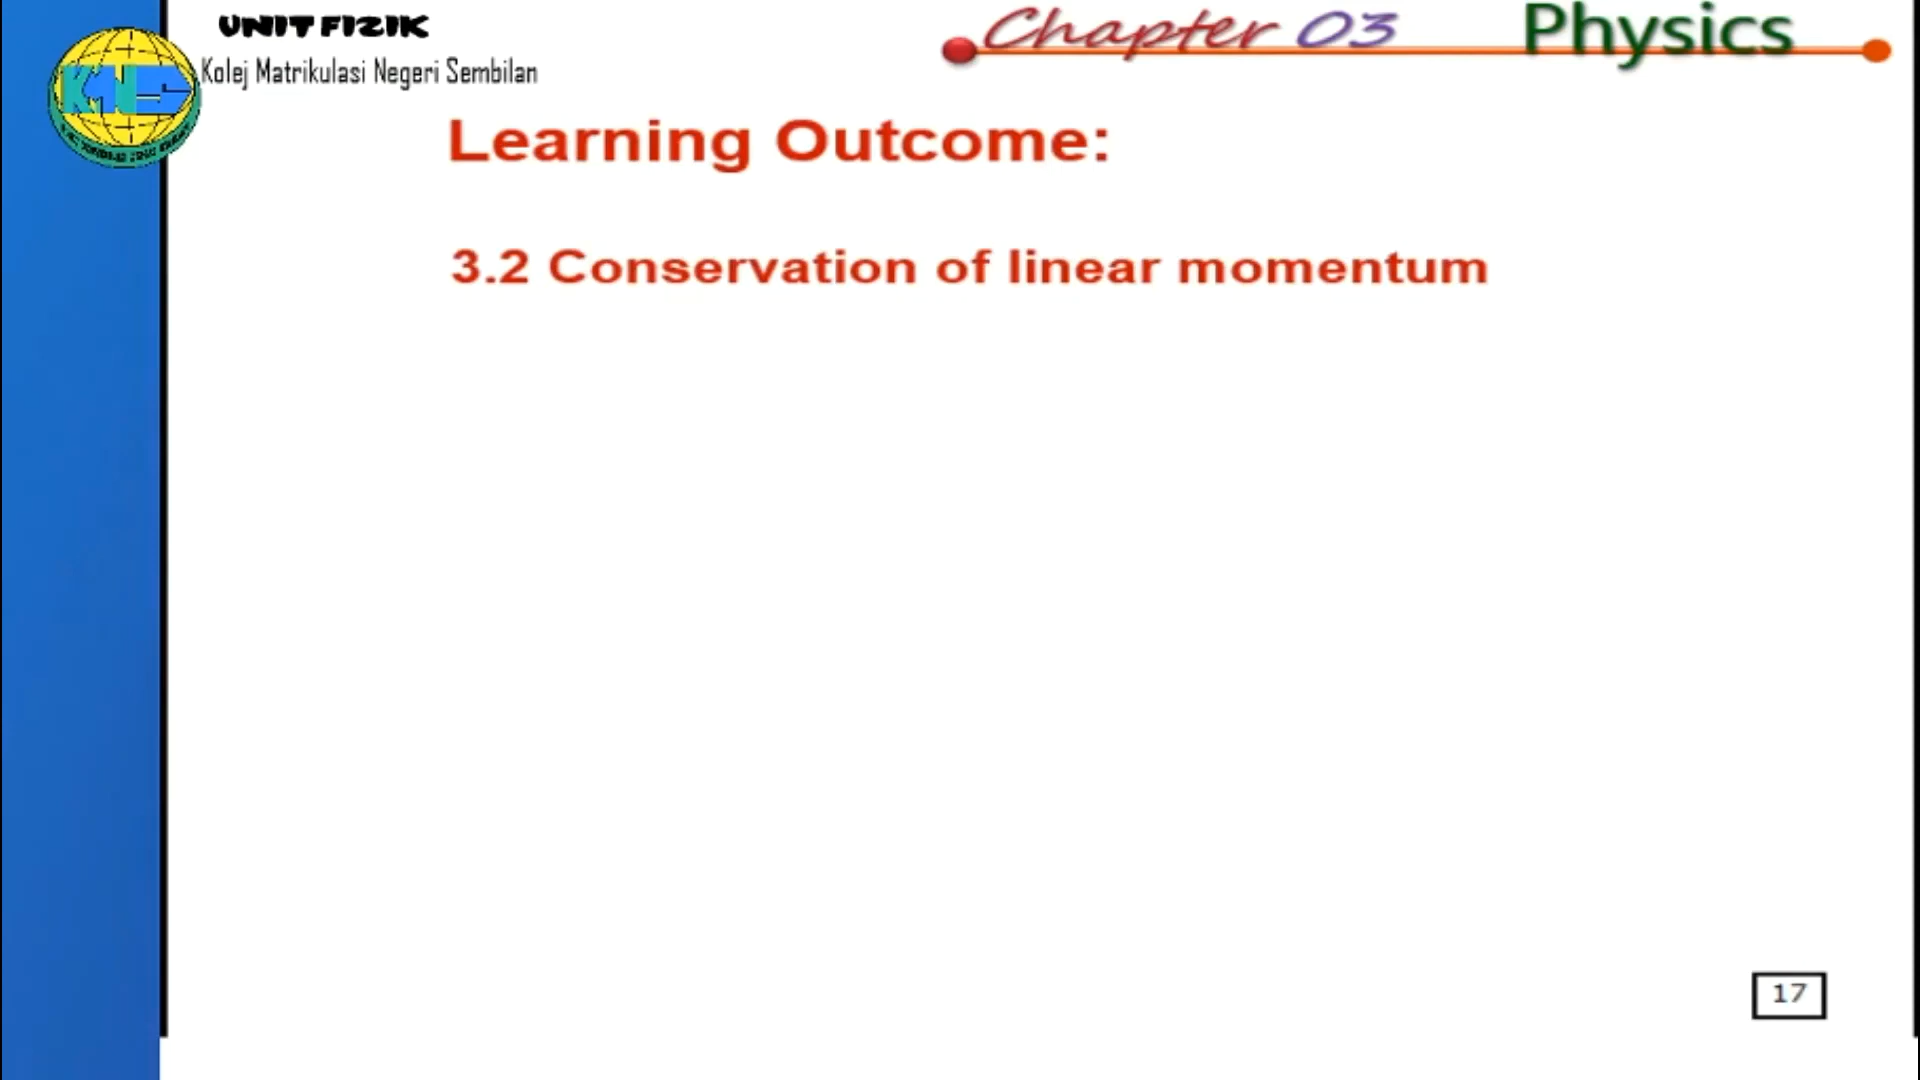 UNIT FIZIK
Kolej Matrikulasi Negeri Sembilan
Chapter 03
Physics
Learning Outcome:
3.2 Conservation of linear momentum
17